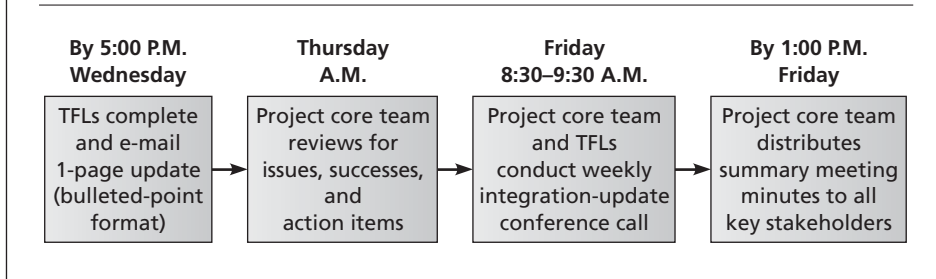 By 5:00 P.M.
Wednesday
TFLs complete
and e-mail
1-page update
(bulleted-point
format)
Thursday
A.M.
Project core team
reviews for
issues, successes,
and
action items
Friday
8:30–9:30 A.M.
Project core team
and TFLs
conduct weekly
integration-update
conference call
By 1:00 P.M.
Friday
Project core team
distributes
summary meeting
minutes to all
key stakeholders